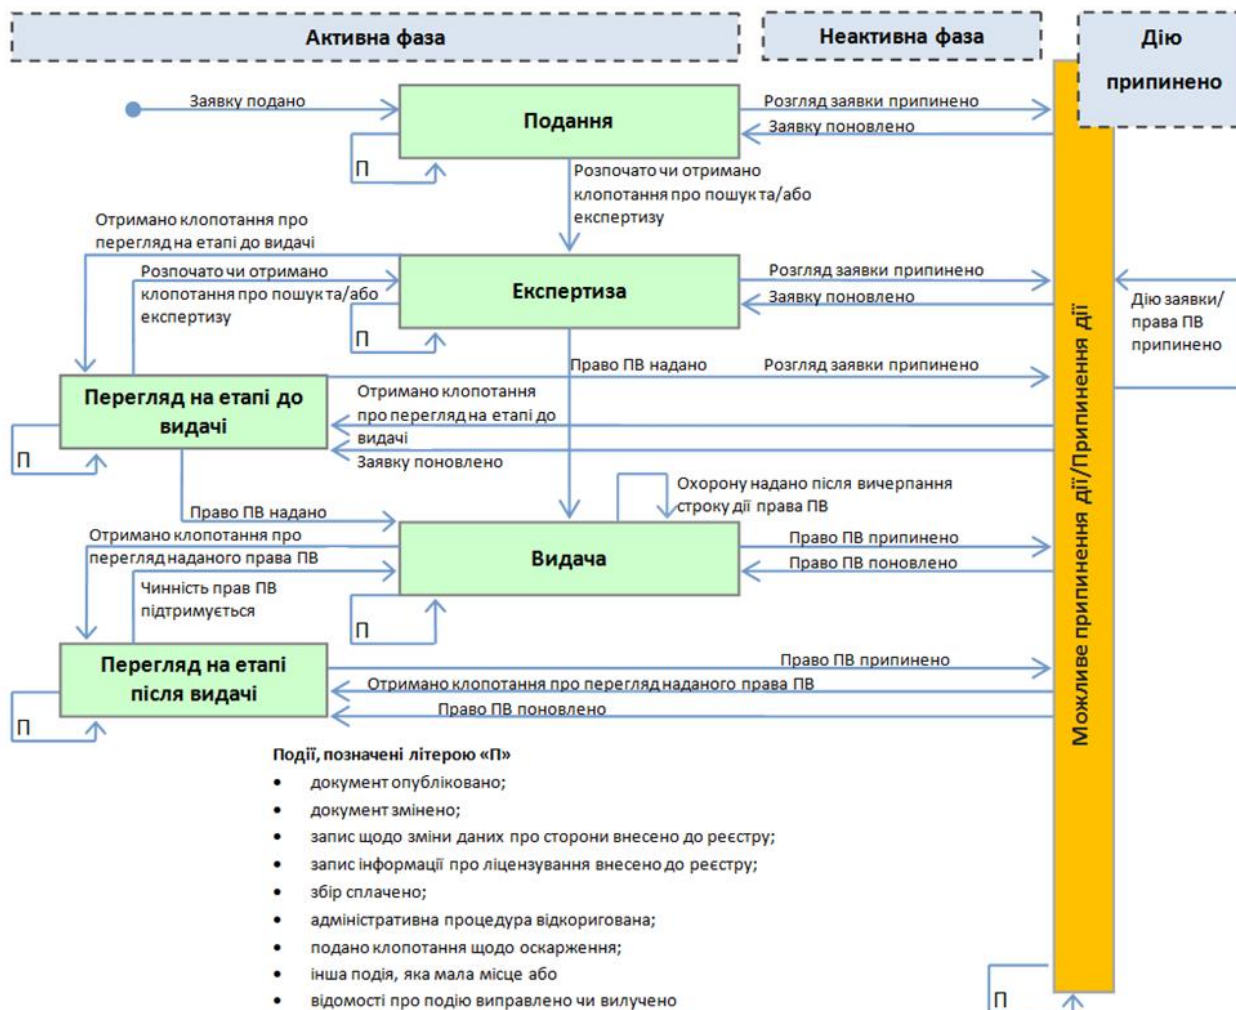 Активна фаза
Неактивна фаза
Дію
припинено
Заявку подано
Подання
Розгляд заявки припинено
Заявку поновлено
П
Розпочато чи отримано
клопотання про пошук та/або
експертизу
Отримано клопотання про
перегляд на етапі до видачі
Розпочато чи отримано
клопотання про пошук та/або
експертизу
Експертиза
Розгляд заявки припинено
Заявку поновлено
П
Дію заявки/
права ПВ
припинено
Право ПВ надано
Розгляд заявки припинено
Перегляд на етапі до
видачі
Отримано клопотання
про перегляд на етапі до
видачі
Заявку поновлено
П
Можливе припинення дії/Припинення дії
Охорону надано після вичерпання
строку дії права ПВ
Право ПВ надано
Отримано клопотання про
перегляд наданого права ПВ
Видача
Право ПВ припинено
Право ПВ поновлено
Чинність прав ПВ
підтримується
П
Перегляд на етапі
після видачі
Право ПВ припинено
Отримано клопотання про перегляд наданого права ПВ
Право ПВ поновлено
П
Події, позначені літерою «П»
• документ опубліковано;
• документ змінено;
• запис щодо зміни даних про сторони внесено до реєстру;
• запис інформації про ліцензування внесено до реєстру;
• збір сплачено;
• адміністративна процедура відкоригована;
• подано клопотання щодо оскарження;
• інша подія, яка мала місце або
• відомості про подію виправлено чи вилучено
П